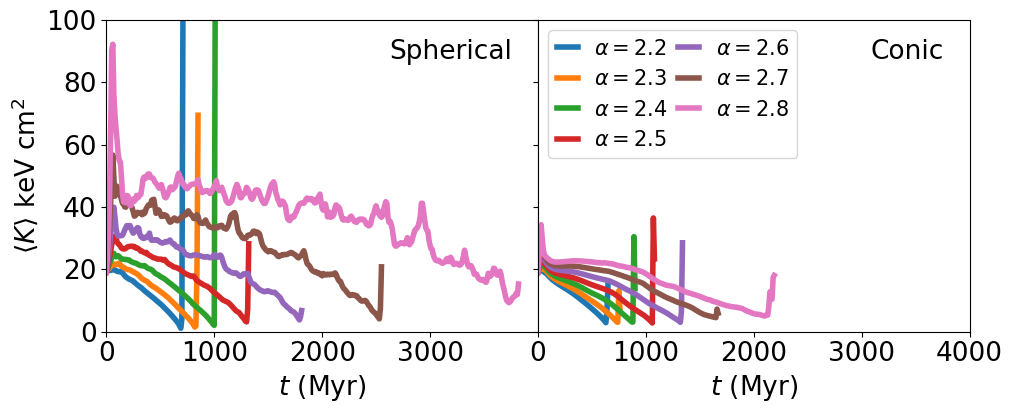 ⟨K⟩ keV cm²
100
80
60
40
20
0
Spherical
Conic
α = 2.2
α = 2.3
α = 2.4
α = 2.5
α = 2.6
α = 2.7
α = 2.8
0 1000 2000 3000
0 1000 2000 3000 4000
t (Myr)
t (Myr)